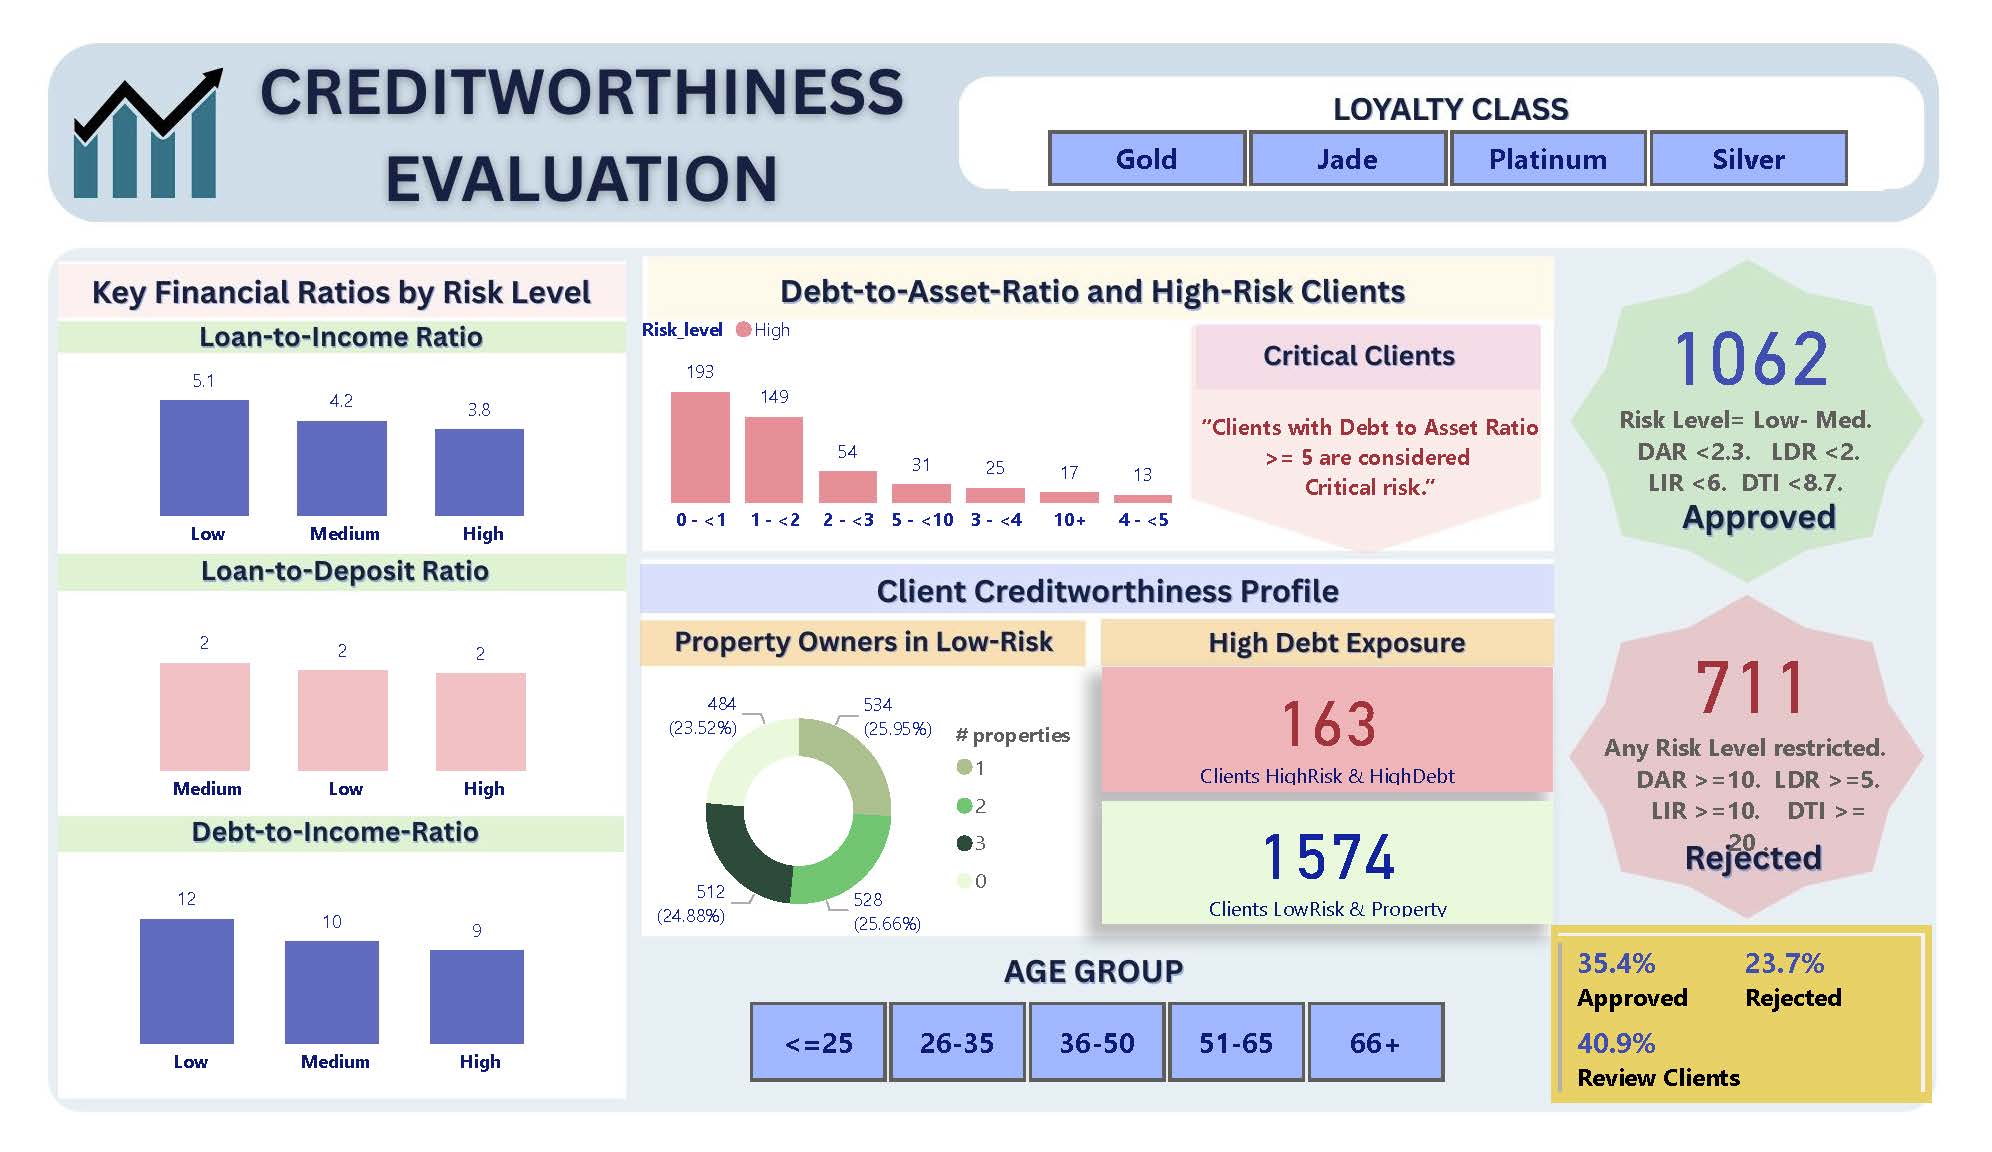 CREDITWORTHINESS
EVALUATION
LOYALTY CLASS
Gold
Jade
Platinum
Silver
Key Financial Ratios by Risk Level
Loan-to-Income Ratio
5.1
4.2
3.8
Low
Medium
High
Loan-to-Deposit Ratio
2
2
2
Medium
Low
High
Debt-to-Income-Ratio
12
10
9
Low
Medium
High
Debt-to-Asset-Ratio and High-Risk Clients
Risk_level High
193
149
54
31
25
17
13
0 - <1
1 - <2
2 - <3
5 - <10
3 - <4
10+
4 - <5
Critical Clients
“Clients with Debt to Asset Ratio
>= 5 are considered
Critical risk.”
Client Creditworthiness Profile
Property Owners in Low-Risk
484
(23.52%)
534
(25.95%)
512
(24.88%)
528
(25.66%)
# properties
1
2
3
0
High Debt Exposure
163
Clients HighRisk & HighDebt
1574
Clients LowRisk & Property
AGE GROUP
<=25
26-35
36-50
51-65
66+
1062
Risk Level= Low- Med.
DAR <2.3. LDR <2.
LIR <6. DTI <8.7.
Approved
711
Any Risk Level restricted.
DAR >=10. LDR >=5.
LIR >=10. DTI >=
20 .
Rejected
35.4%
Approved
23.7%
Rejected
40.9%
Review Clients